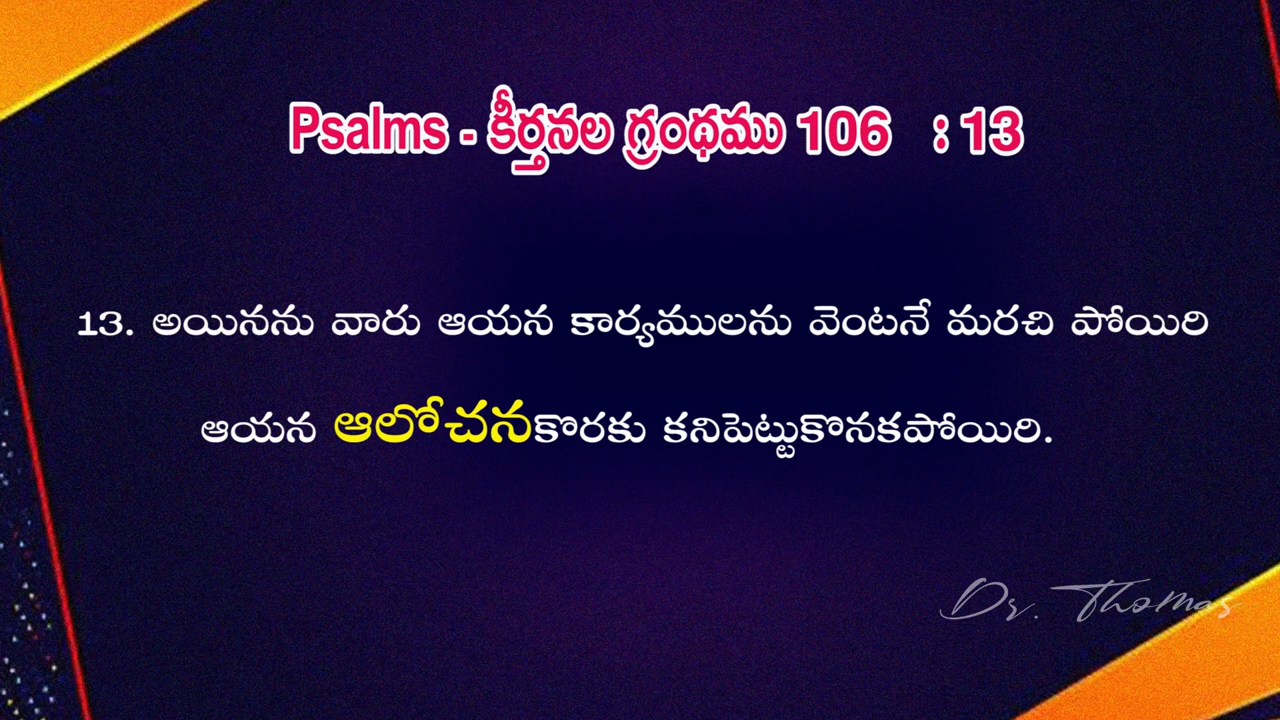 Psalms - కీర్తనల గ్రంథము 106 : 13
13. అయినను వారు ఆయన కార్యములను వెంటనే మరచి పోయిరి
ఆయన ఆలోచనకొరకు కనిపెట్టుకొనకపోయిరి.
Dr. Thomas